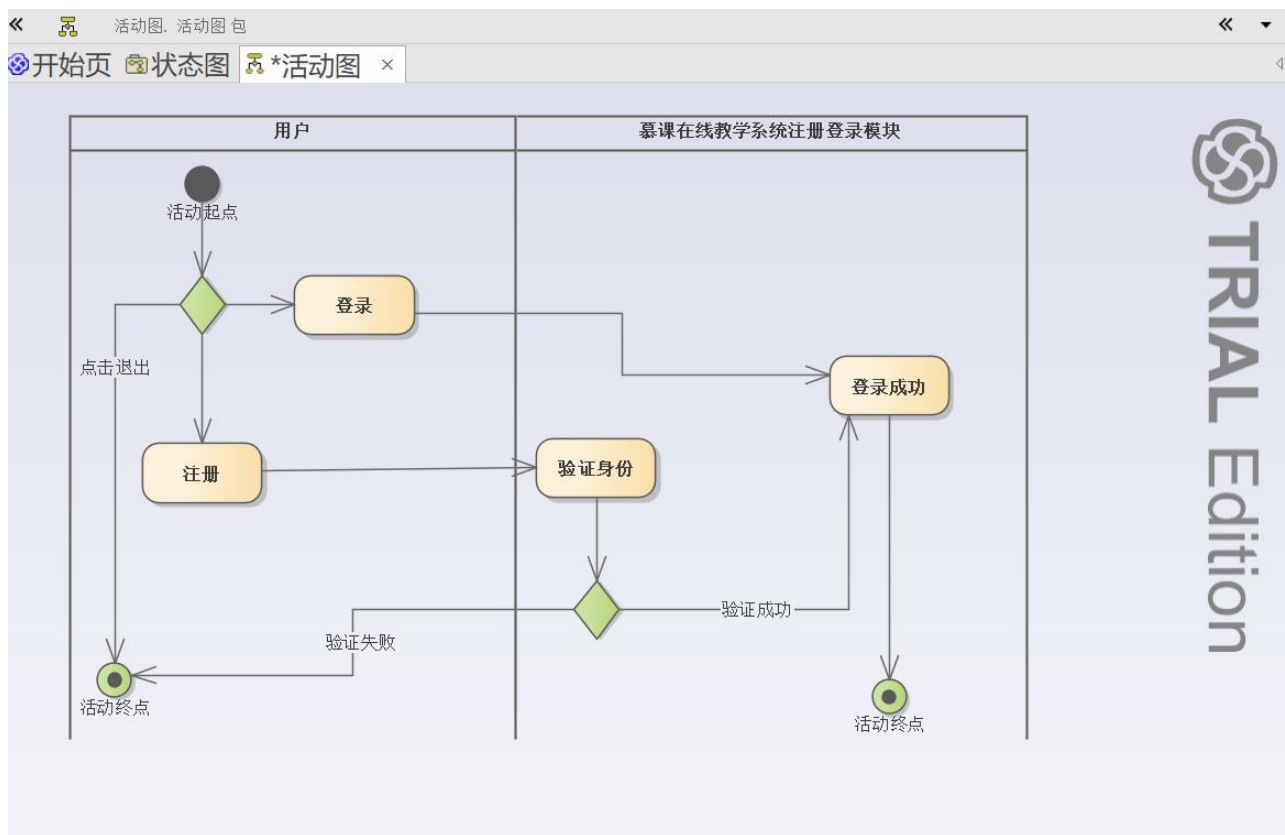 活动图. 活动图 包
开始页 状态图 *活动图 ×
用户
慕课在线教学系统注册登录模块
活动起点
登录
点击退出
登录成功
注册
验证身份
验证成功
验证失败
活动终点
活动终点
TRIAL Edition